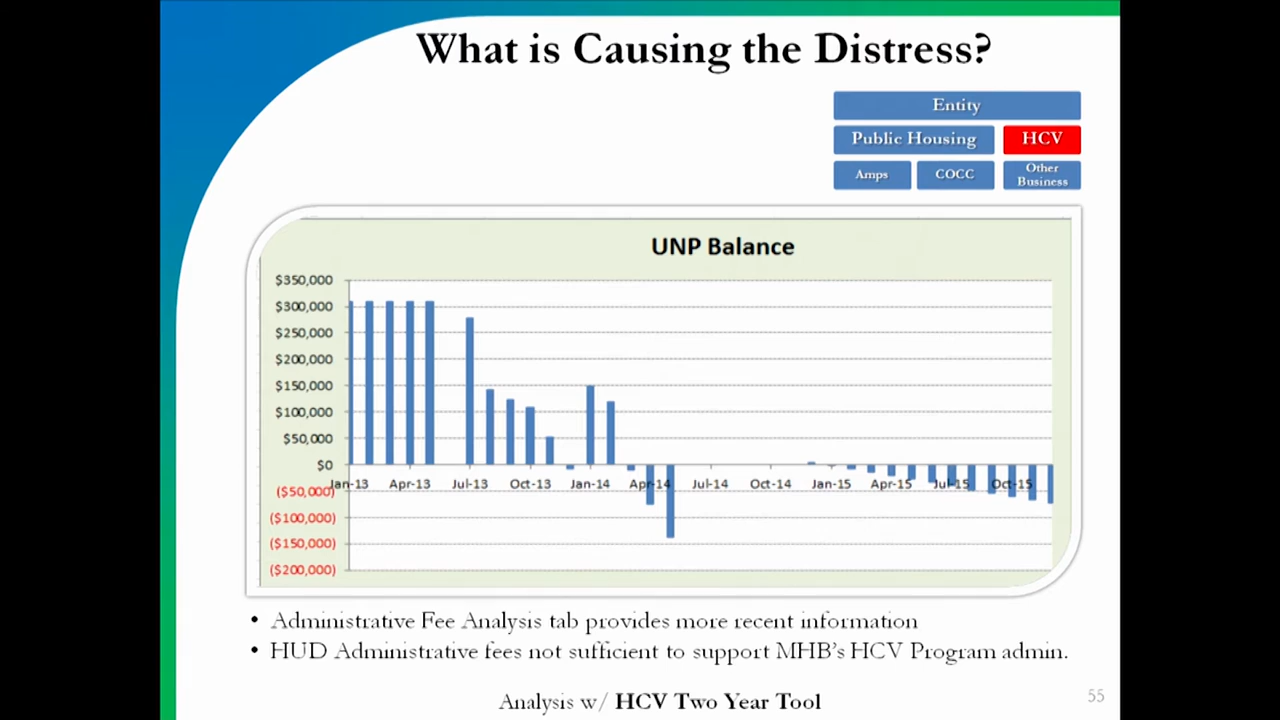 What is Causing the Distress?
Entity
Public Housing
HCV
Amps
COCC
Other
Business
UNP Balance
$350,000
$300,000
$250,000
$200,000
$150,000
$100,000
$50,000
$0
($50,000)
($100,000)
($150,000)
($200,000)
Jan-13 Apr-13 Jul-13 Oct-13 Jan-14 Apr-14 Jul-14 Oct-14 Jan-15 Apr-15 Jul-15 Oct-15
• Administrative Fee Analysis tab provides more recent information
• HUD Administrative fees not sufficient to support MHB's HCV Program admin.
Analysis w/ HCV Two Year Tool
55